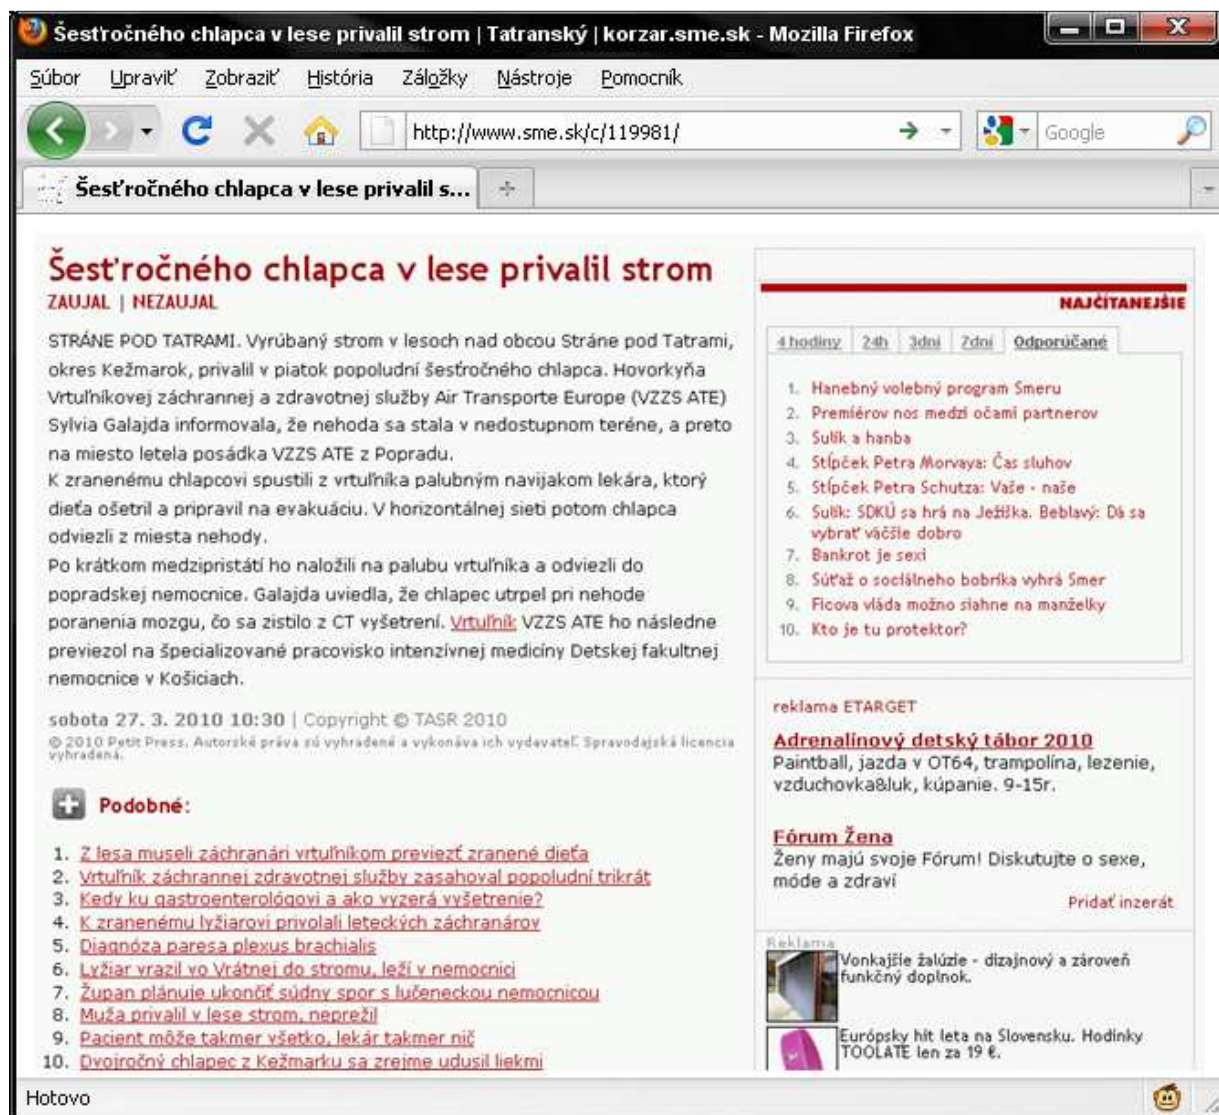 Šesťročného chlapca v lese privalil strom | Tatranský | korzar.sme.sk - Mozilla Firefox
Súbor Upraviť Zobraziť História Záložky Nástroje Pomocník
http://www.sme.sk/c/119981/
Google
Šesťročného chlapca v lese privalil s...
Šesťročného chlapca v lese privalil strom
ZAUJAL | NEZAUJAL
STRÁNE POD TATRAMI. Vyrúbaný strom v lesoch nad obcou Stráne pod Tatrami,
okres Kežmarok, privalil v piatok popoludní šesťročného chlapca. Hovorkyňa
Vrtuľníkovej záchrannej a zdravotnej služby Air Transporte Europe (VZZS ATE)
Sylvia Galajda informovala, že nehoda sa stala v nedostupnom teréne, a preto
na miesto letela posádka VZZS ATE z Popradu.
K zranenému chlapcovi spustili z vrtuľníka palubným navijakom lekára, ktorý
dieťa ošetril a pripravil na evakuáciu. V horizontálnej sieti potom chlapca
odviezli z miesta nehody.
Po krátkom medzipristátí ho naložili na palubu vrtuľníka a odviezli do
popradskej nemocnice. Galajda uviedla, že chlapec utrpel pri nehode
poranenia mozgu, čo sa zistilo z CT vyšetrení. Vrtuľník VZZS ATE ho následne
previezol na špecializované pracovisko intenzívnej medicíny Detskej fakultnej
nemocnice v Košiciach.
sobota 27. 3. 2010 10:30 | Copyright © TASR 2010
© 2010 Petit Press. Autorské práva sú vyhradené a vykonáva ich vydavateľ. Spravodajská licencia
vyhradená.
Podobné:
1. Z lesa museli záchranári vrtuľníkom previezť zranené dieťa
2. Vrtuľník záchrannej zdravotnej služby zasahoval popoludní trikrát
3. Kedy ku gastroenterológovi a ako vyzerá vyšetrenie?
4. K zranenému lyžiarovi privolali leteckých záchranárov
5. Diagnóza paresa plexus brachialis
6. Lyžiar vrazil vo Vrátnej do stromu, leží v nemocnici
7. Župan plánuje ukončiť súdny spor s lučeneckou nemocnicou
8. Muža privalil v lese strom, neprežil
9. Pacient môže takmer všetko, lekár takmer nič
10. Dvojročný chlapec z Kežmarku sa zrejme udusil liekmi
NAJČÍTANEJŠIE
4 hodiny 24h 3dni 7dní Odporúčané
1. Hanebný volebný program Smeru
2. Premiérov nos medzi očami partnerov
3. Sulík a hanba
4. Stĺpček Petra Morvaya: Čas sluhov
5. Stĺpček Petra Schutza: Vaše - naše
6. Sulík: SDKÚ sa hrá na Ježiška. Beblavý: Dá sa
vybrať väčšie dobro
7. Bankrot je sexi
8. Súťaž o sociálneho bobríka vyhrá Smer
9. Ficova vláda možno siahne na manželky
10. Kto je tu protektor?
reklama ETARGET
Adrenalínový detský tábor 2010
Paintball, jazda v OT64, trampolína, lezenie,
vzduchovka&luk, kúpanie. 9-15r.
Fórum Žena
Ženy majú svoje Fórum! Diskutujte o sexe,
móde a zdraví
Pridať inzerát
Reklama
Vonkajšie žalúzie - dizajnový a zároveň
funkčný doplnok.
Európsky hit leta na Slovensku. Hodinky
TOOLATE len za 19 €.
Hotovo